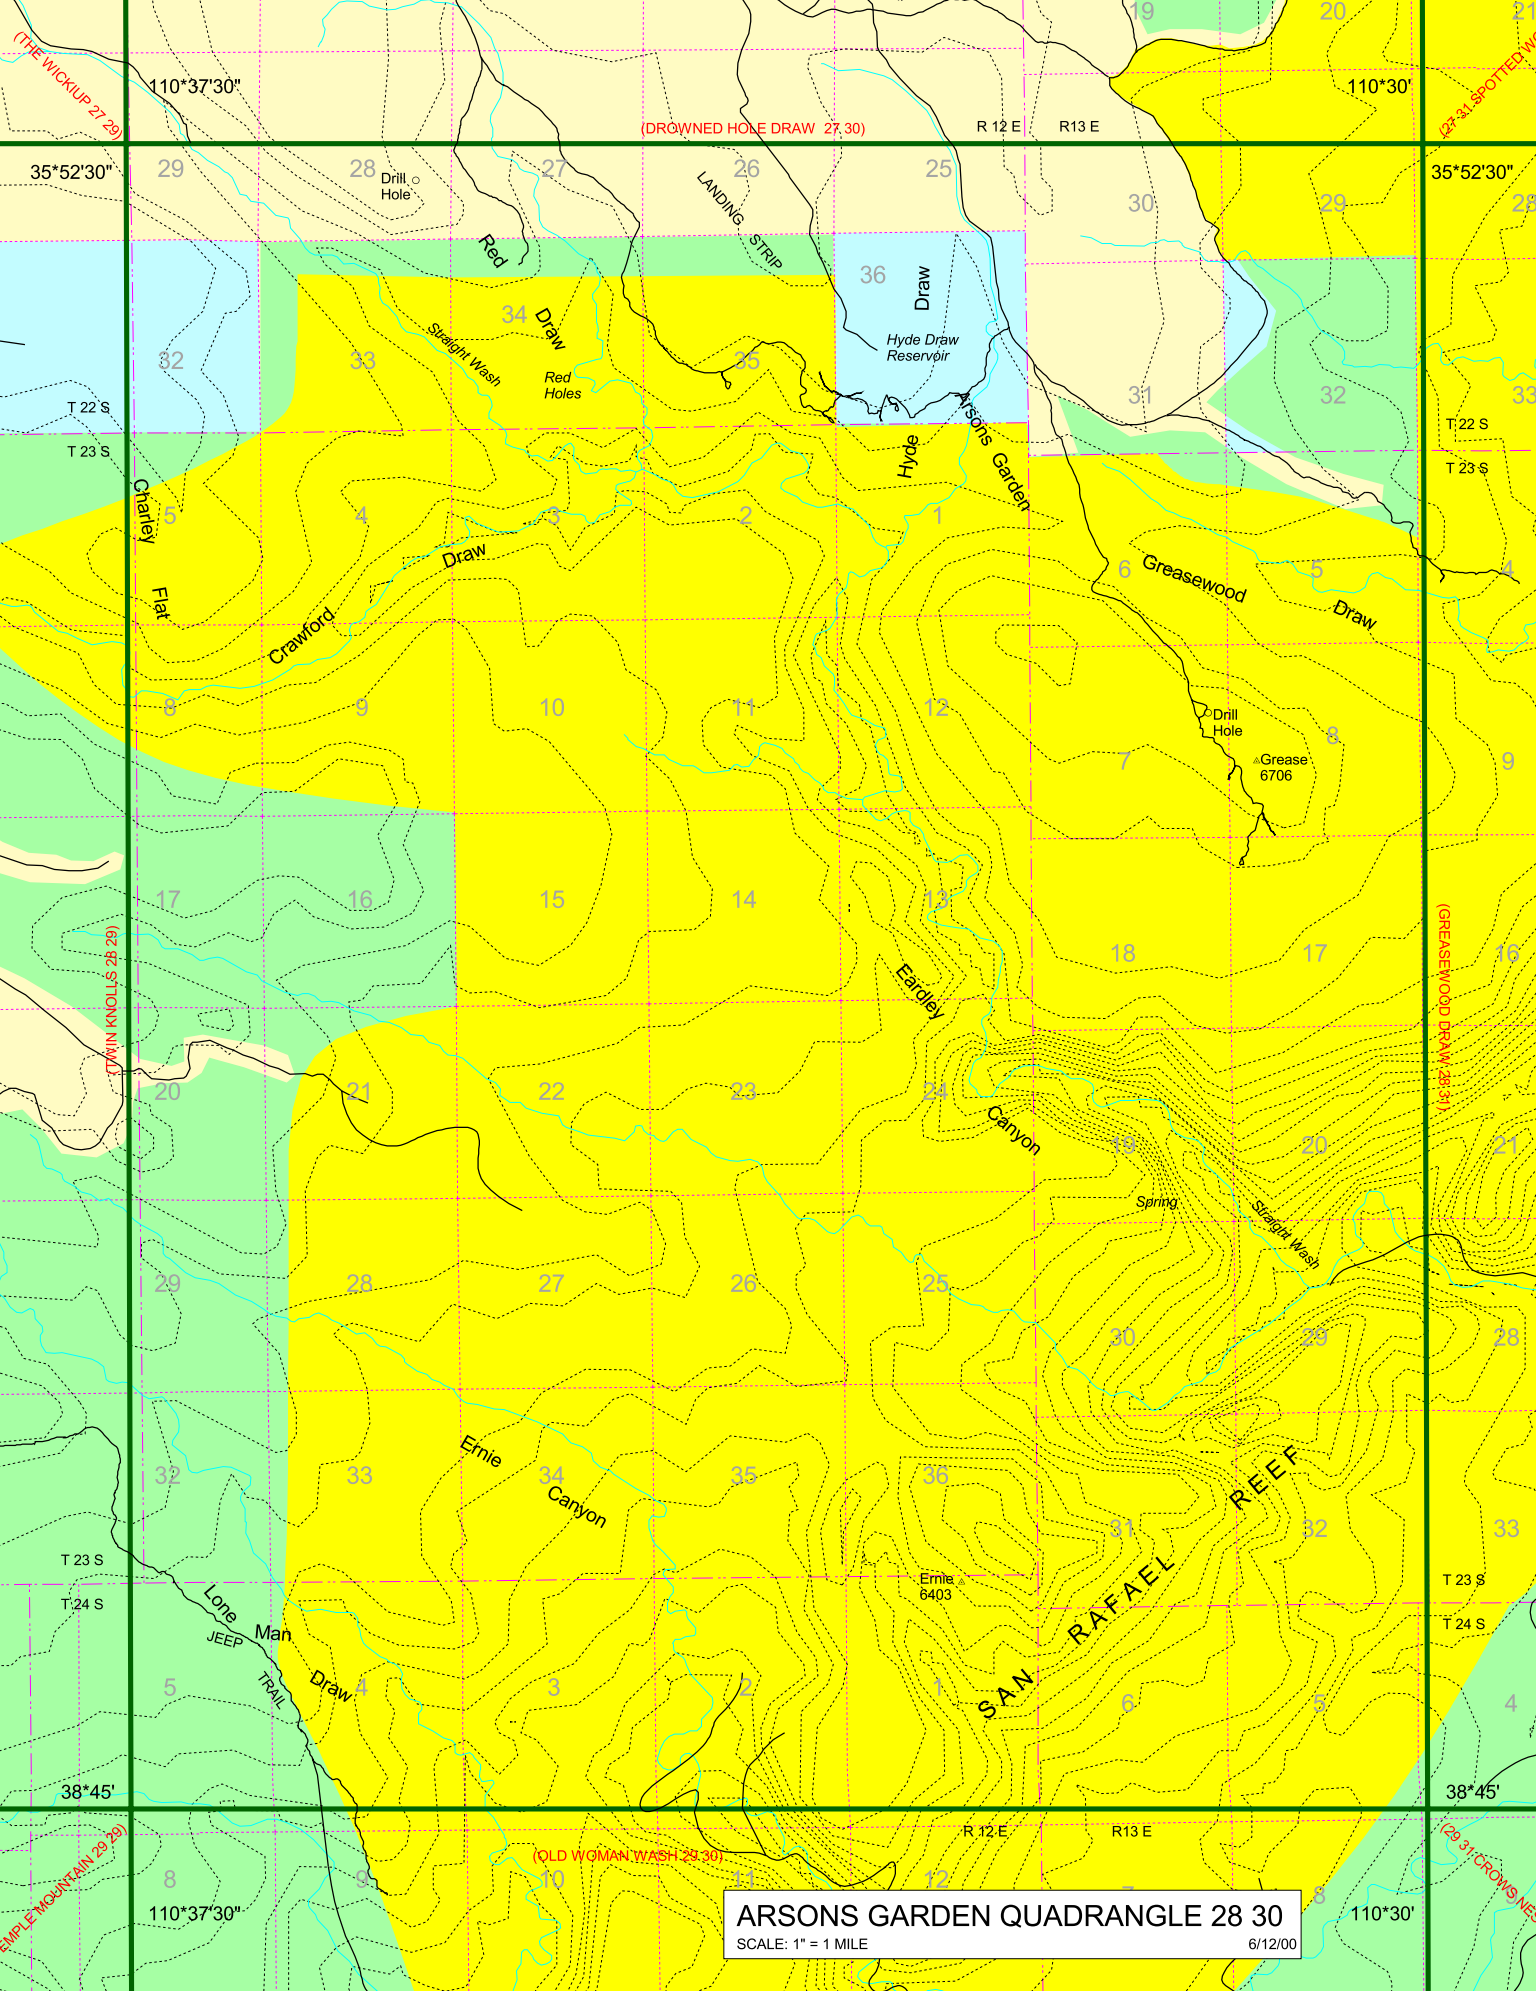 19
20
21
(THE WICKIUP 27 29)
110*37'30"
110*30'
(DROWNED HOLE DRAW 27 30)
R 12 E
R13 E
35*52'30"
29
28
Drill
Hole
27
26
LANDING STRIP
25
30
29
28
35*52'30"
Red
Draw
34
36
Draw
Hyde Draw
Reservoir
Straight Wash
32
33
Red
Holes
35
31
32
33
T 22 S
T 23 S
T 22 S
T 23 S
Arsons Garden
Hyde
Charley
Flat
5
4
3
2
1
6
5
4
Draw
Crawford
Greasewood
Draw
8
9
10
11
12
Drill
Hole
7
8
9
Grease
6706
17
16
15
14
13
18
17
16
(TWIN KNOLLS 28 29)
(GREASEWOOD DRAW 28 31)
Eardley
Canyon
20
21
22
23
24
19
20
21
Spring
Straight Wash
29
28
27
26
25
30
29
28
Ernie
Canyon
32
33
34
35
36
31
32
33
REEF
RAFAEL
SAN
T 23 S
T 24 S
Ernie
6403
T 23 S
T 24 S
Lone
Man
Draw
JEEP
TRAIL
5
4
3
2
1
6
5
4
38*45'
38*45'
R 12 E
R13 E
(OLD WOMAN WASH 29 30)
EMPLE MOUNTAIN 29 29)
8
9
10
11
12
8
110*37'30"
110*30'
ARSONS GARDEN QUADRANGLE 28 30
SCALE: 1" = 1 MILE
6/12/00